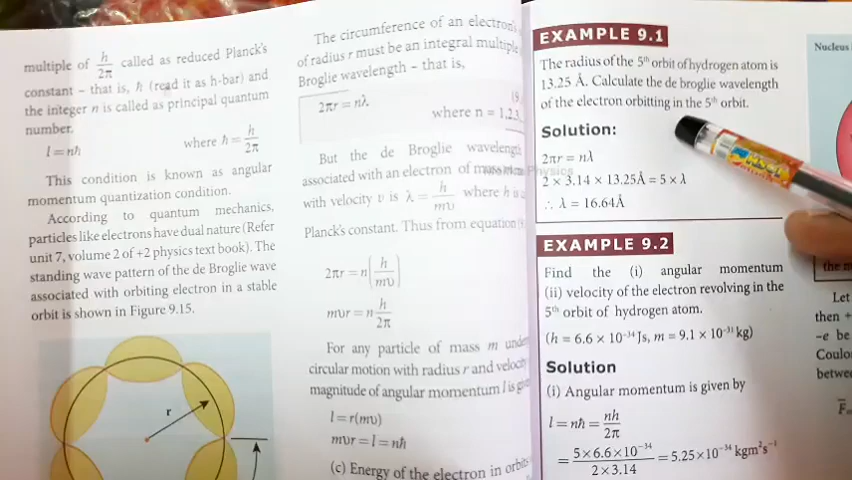 multiple of h/2π called as reduced Planck's
constant – that is, ħ (read it as h-bar) and
the integer n is called as principal quantum
number.
l = nħ where ħ = h/2π
This condition is known as angular
momentum quantization condition.
According to quantum mechanics,
particles like electrons have dual nature (Refer
unit 7, volume 2 of +2 physics text book). The
standing wave pattern of the de Broglie wave
associated with orbiting electron in a stable
orbit is shown in Figure 9.15.
r
The circumference of an electron's
of radius r must be an integral multiple
Broglie wavelength – that is,
2πr = nλ
where n = 1,2,3,
But the de Broglie wavelength
associated with an electron of mass m
with velocity υ is λ = h/mυ where h is
Planck's constant. Thus from equation
2πr = n(h/mυ)
mυr = n h/2π
For any particle of mass m under
circular motion with radius r and velocity
magnitude of angular momentum l is
l = r(mυ)
mυr = l = nħ
(c) Energy of the electron in orbits
EXAMPLE 9.1
The radius of the 5th orbit of hydrogen atom is
13.25 Å. Calculate the de broglie wavelength
of the electron orbitting in the 5th orbit.
Solution:
2πr = nλ
2 × 3.14 × 13.25Å = 5 × λ
∴ λ = 16.64Å
EXAMPLE 9.2
Find the (i) angular momentum
(ii) velocity of the electron revolving in the
5th orbit of hydrogen atom.
(h = 6.6 × 10⁻³⁴ Js, m = 9.1 × 10⁻³¹ kg)
Solution
(i) Angular momentum is given by
l = nħ = nh/2π
= 5×6.6×10⁻³⁴/2×3.14 = 5.25×10⁻³⁴ kgm²s⁻¹
Nucleus
the m
Let
then +
–e be
Coulo
betwee